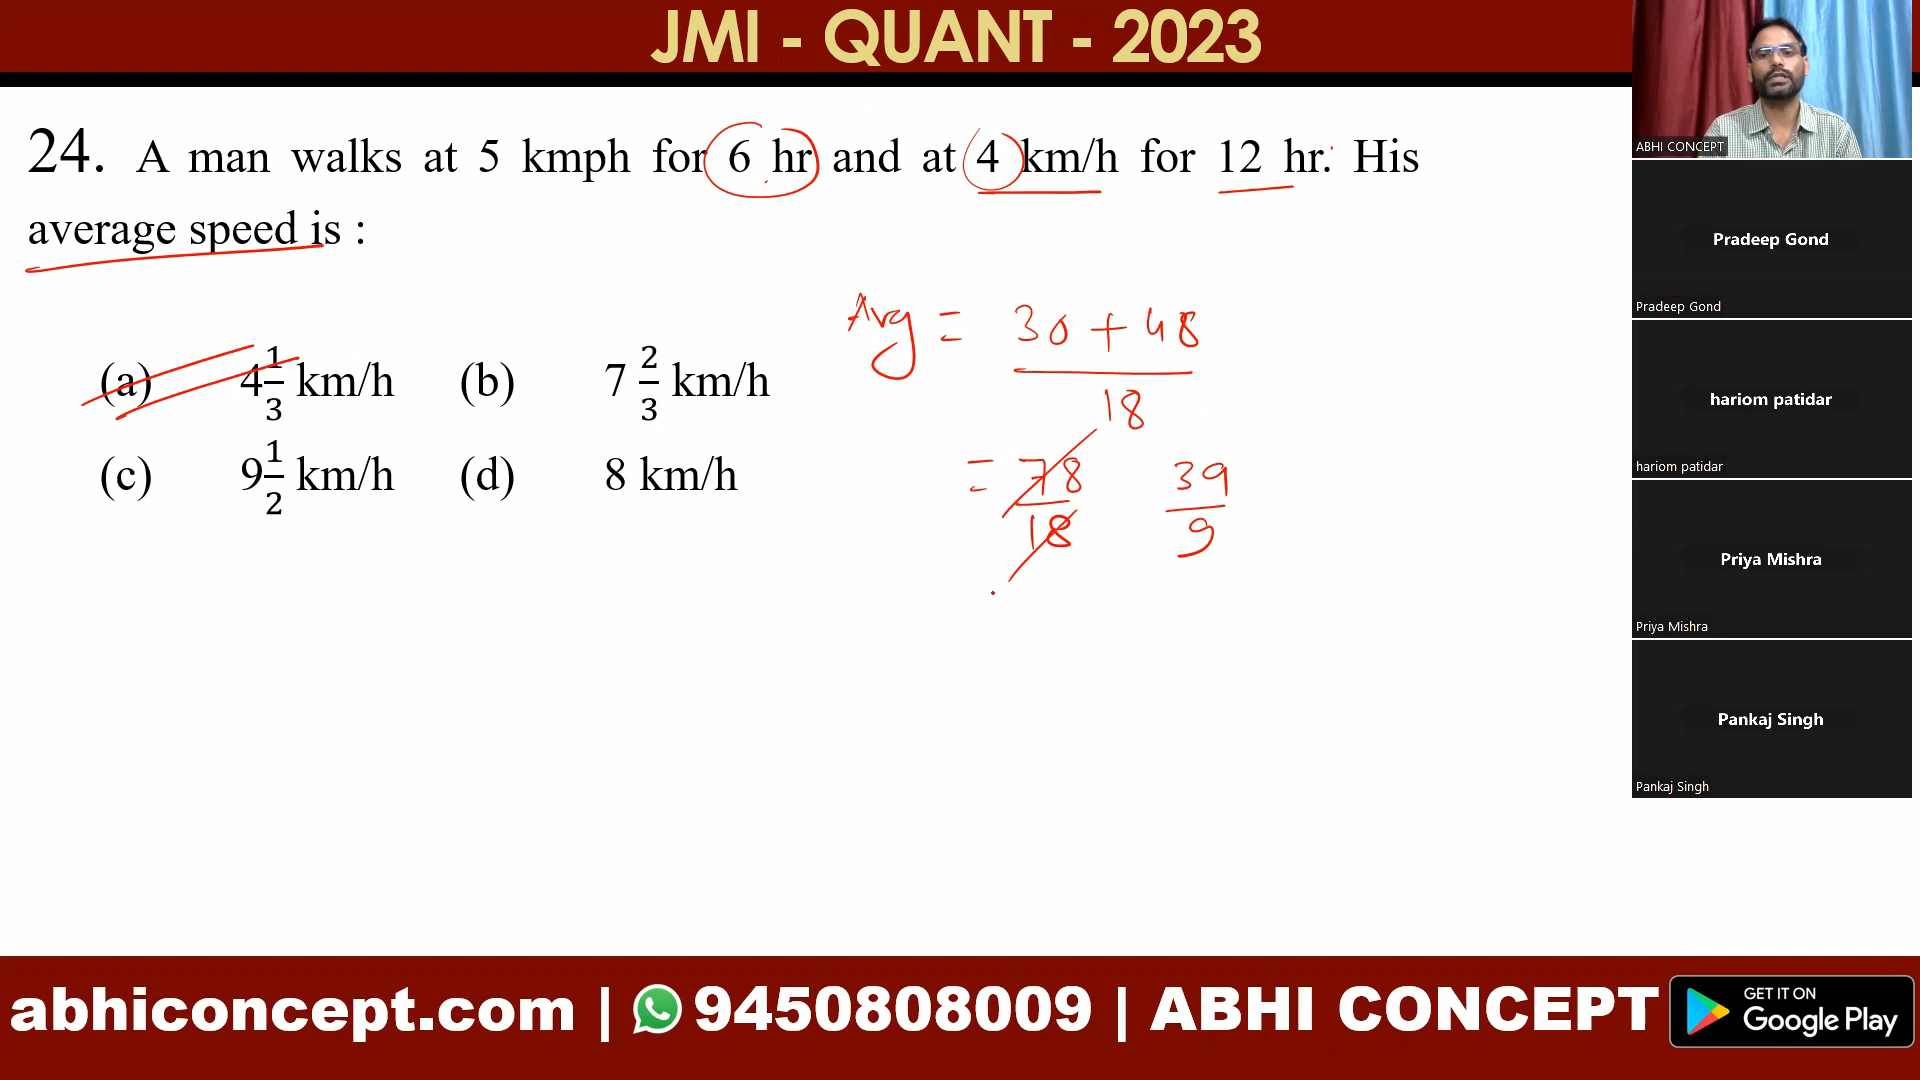 JMI - QUANT - 2023
24. A man walks at 5 kmph for 6 hr and at 4 km/h for 12 hr. His
average speed is :
(a) 4 1/3 km/h (b) 7 2/3 km/h
(c) 9 1/2 km/h (d) 8 km/h
Avg = 30 + 48
18
= 78 39
18 9
ABHI CONCEPT
Pradeep Gond
Pradeep Gond
hariom patidar
hariom patidar
Priya Mishra
Priya Mishra
Pankaj Singh
Pankaj Singh
abhiconcept.com | 9450808009 | ABHI CONCEPT
GET IT ON
Google Play